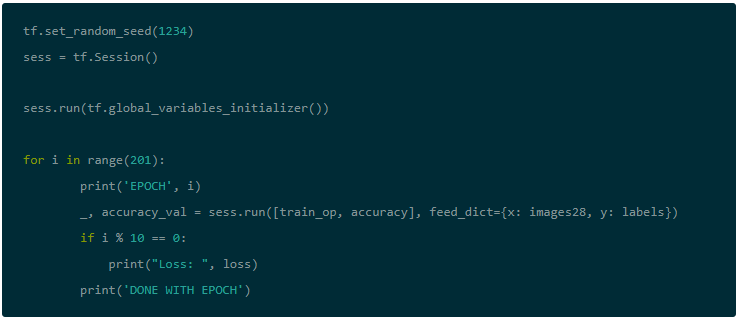 tf.set_random_seed(1234)
sess = tf.Session()

sess.run(tf.global_variables_initializer())

for i in range(201):
        print('EPOCH', i)
        _, accuracy_val = sess.run([train_op, accuracy], feed_dict={x: images28, y: labels})
        if i % 10 == 0:
            print("Loss: ", loss)
        print('DONE WITH EPOCH')